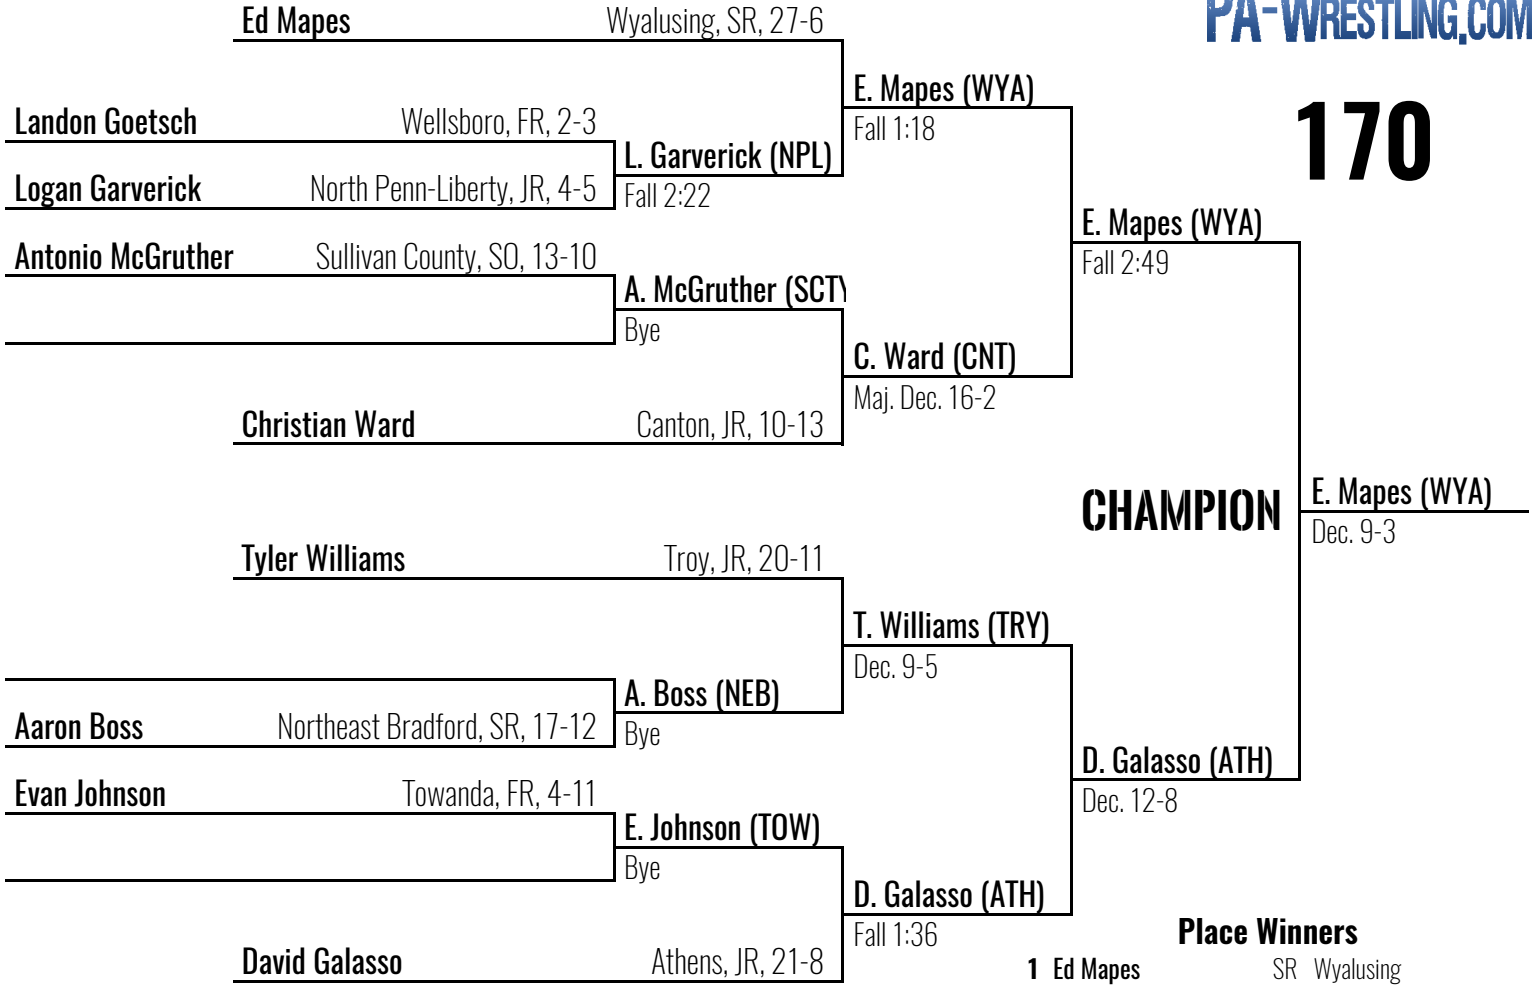 PA-WRESTLING.COM
170
Ed Mapes Wyalusing, SR, 27-6
E. Mapes (WYA)
Fall 1:18
Landon Goetsch Wellsboro, FR, 2-3
L. Garverick (NPL)
Fall 2:22
Logan Garverick North Penn-Liberty, JR, 4-5
E. Mapes (WYA)
Fall 2:49
Antonio McGruther Sullivan County, SO, 13-10
A. McGruther (SCTY
Bye
C. Ward (CNT)
Maj. Dec. 16-2
Christian Ward Canton, JR, 10-13
CHAMPION
E. Mapes (WYA)
Dec. 9-3
Tyler Williams Troy, JR, 20-11
T. Williams (TRY)
Dec. 9-5
A. Boss (NEB)
Bye
Aaron Boss Northeast Bradford, SR, 17-12
D. Galasso (ATH)
Dec. 12-8
Evan Johnson Towanda, FR, 4-11
E. Johnson (TOW)
Bye
D. Galasso (ATH)
Fall 1:36
David Galasso Athens, JR, 21-8
Place Winners
1 Ed Mapes SR Wyalusing